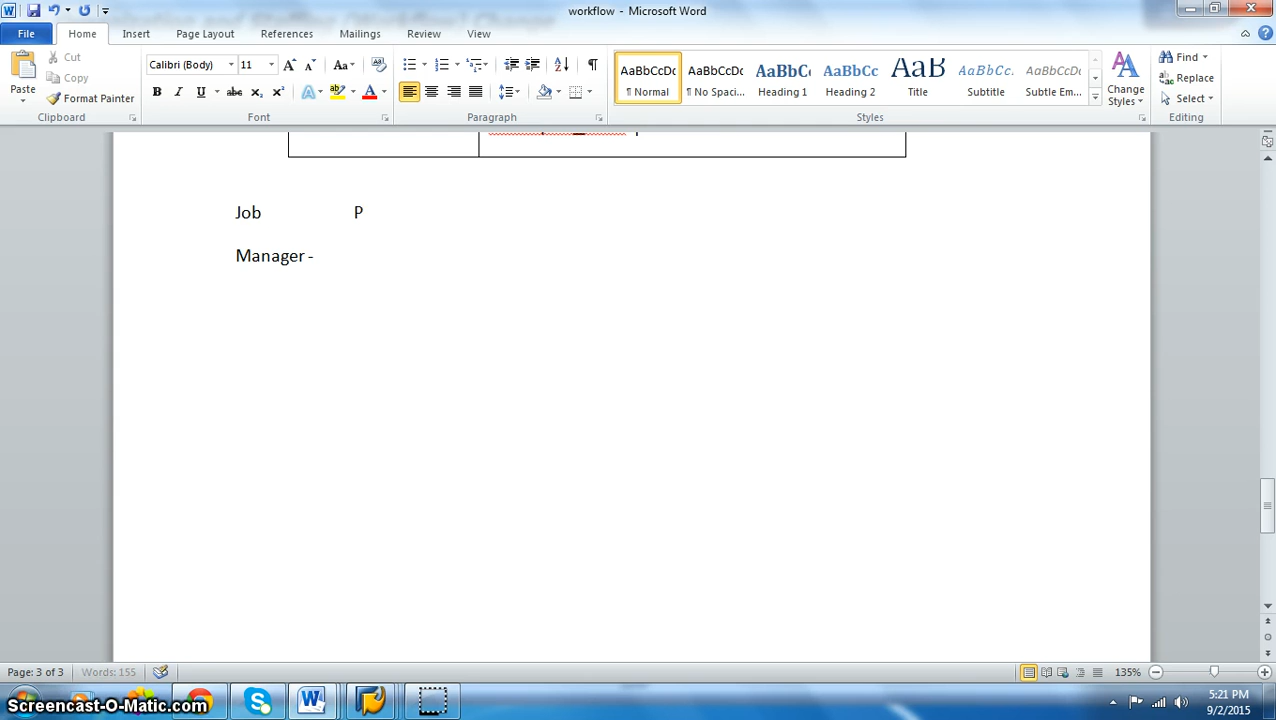 workflow - Microsoft Word
File Home Insert Page Layout References Mailings Review View
Paste
Cut
Copy
Format Painter
Clipboard
Calibri (Body) 11
Font
Paragraph
AaBbCcDc AaBbCcDc AaBbC‹ AaBbCc AaB AaBbCc. AaBbCcDc
¶ Normal ¶ No Spaci... Heading 1 Heading 2 Title Subtitle Subtle Em...
Change Styles
Styles
Find
Replace
Select
Editing
Job P
Manager -
Page: 3 of 3 Words: 155 135%
Screencast-O-Matic.com
5:21 PM
9/2/2015